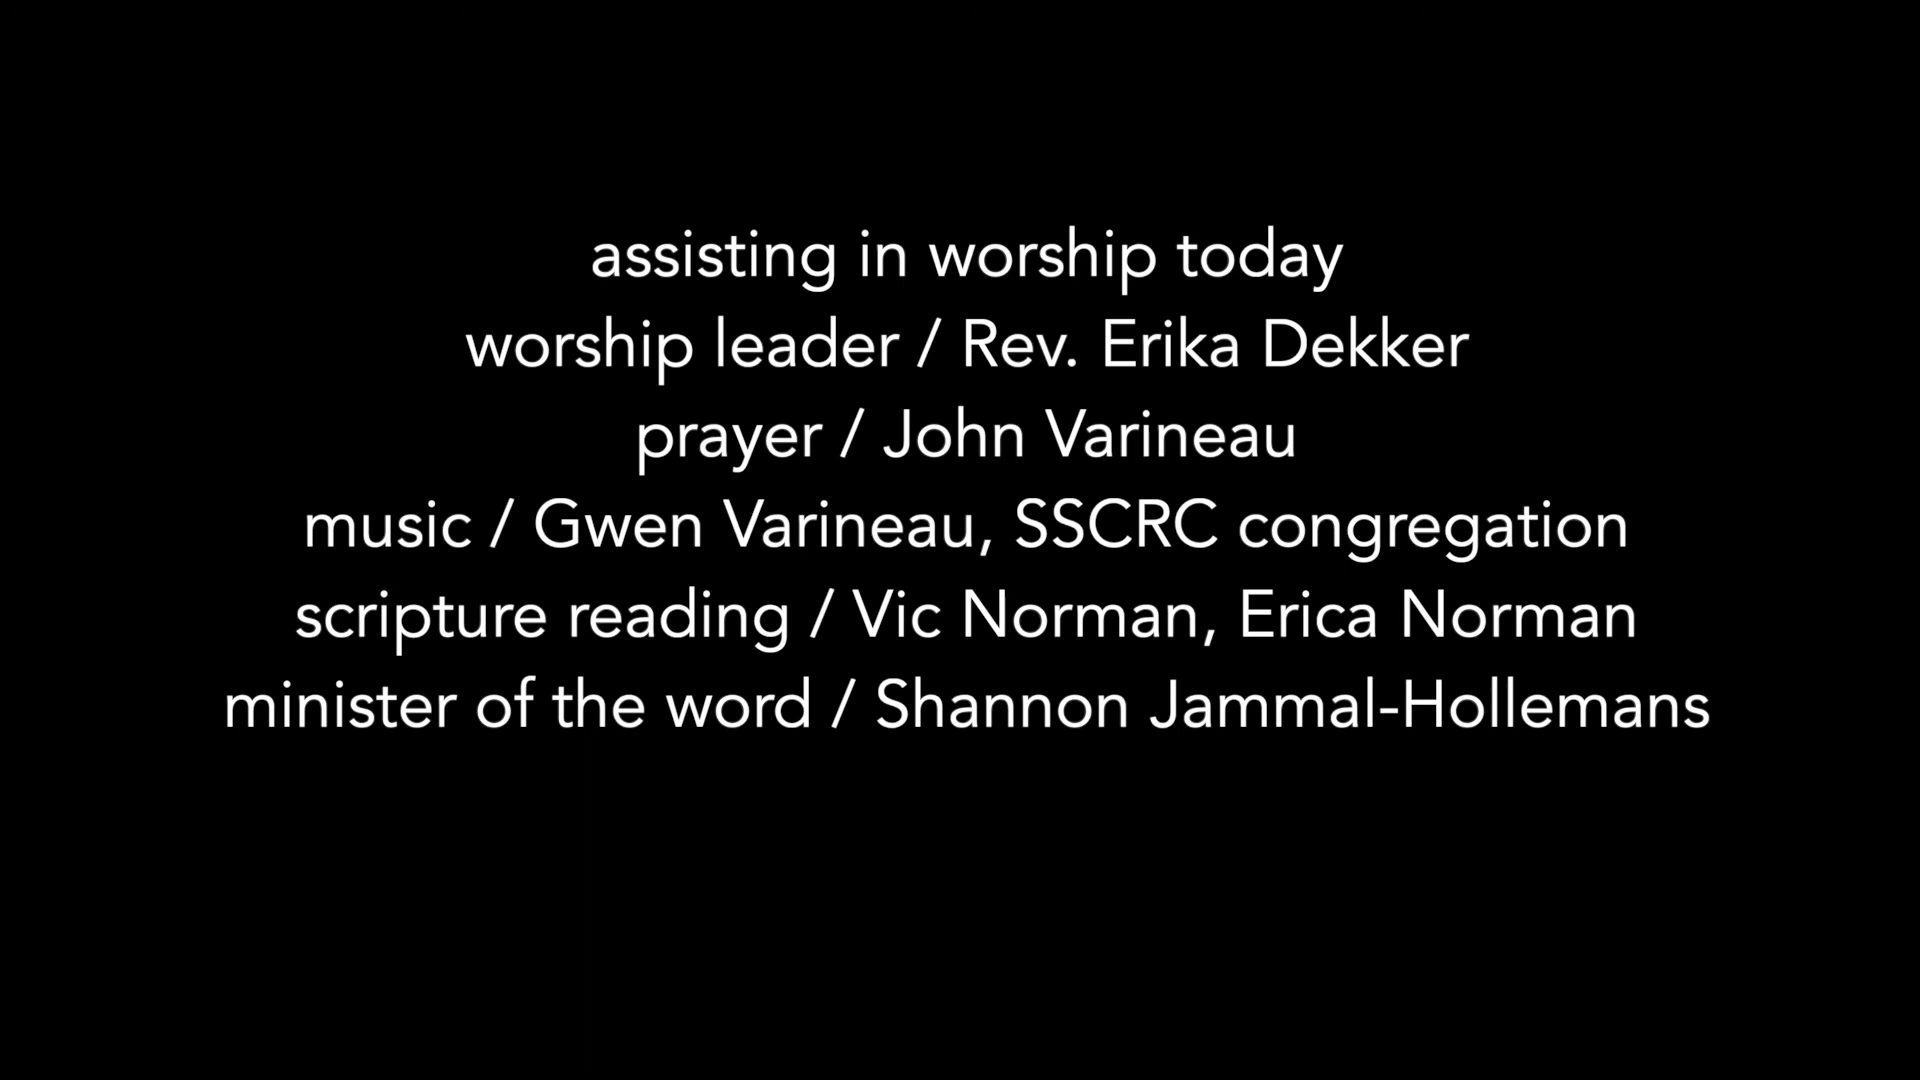 assisting in worship today
worship leader / Rev. Erika Dekker
prayer / John Varineau
music / Gwen Varineau, SSCRC congregation
scripture reading / Vic Norman, Erica Norman
minister of the word / Shannon Jammal-Hollemans